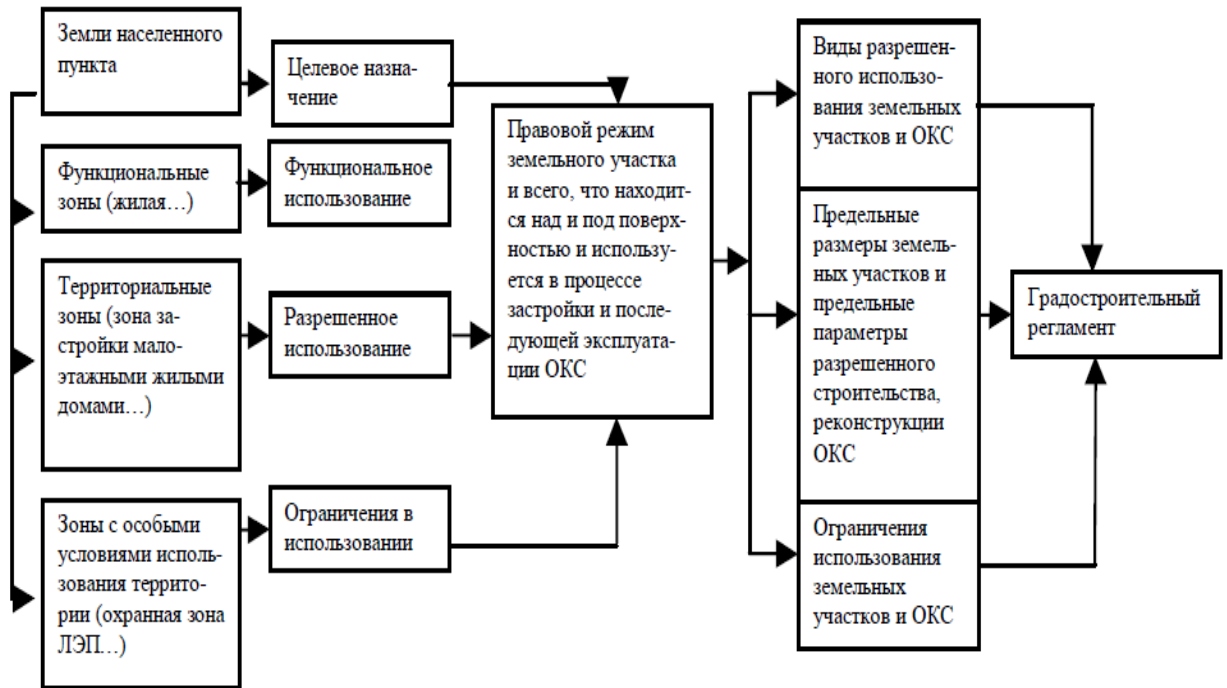 Земли населенного
пункта
Целевое назна-
чение
Функциональные
зоны (жилая…)
Функциональное
использование
Территориальные
зоны (зона за-
стройки мало-
этажными жилыми
домами…)
Разрешенное
использование
Зоны с особыми
условиями исполь-
зования террито-
рии (охранная зона
ЛЭП…)
Ограничения в
использовании
Правовой режим
земельного участка
и всего, что находит-
ся над и под поверх-
ностью и использу-
ется в процессе
застройки и после-
дующей эксплуата-
ции ОКС
Виды разрешен-
ного использо-
вания земельных
участков и ОКС
Предельные
размеры земель-
ных участков и
предельные
параметры
разрешенного
строительства,
реконструкции
ОКС
Ограничения
использования
земельных
участков и ОКС
Градостроительный
регламент